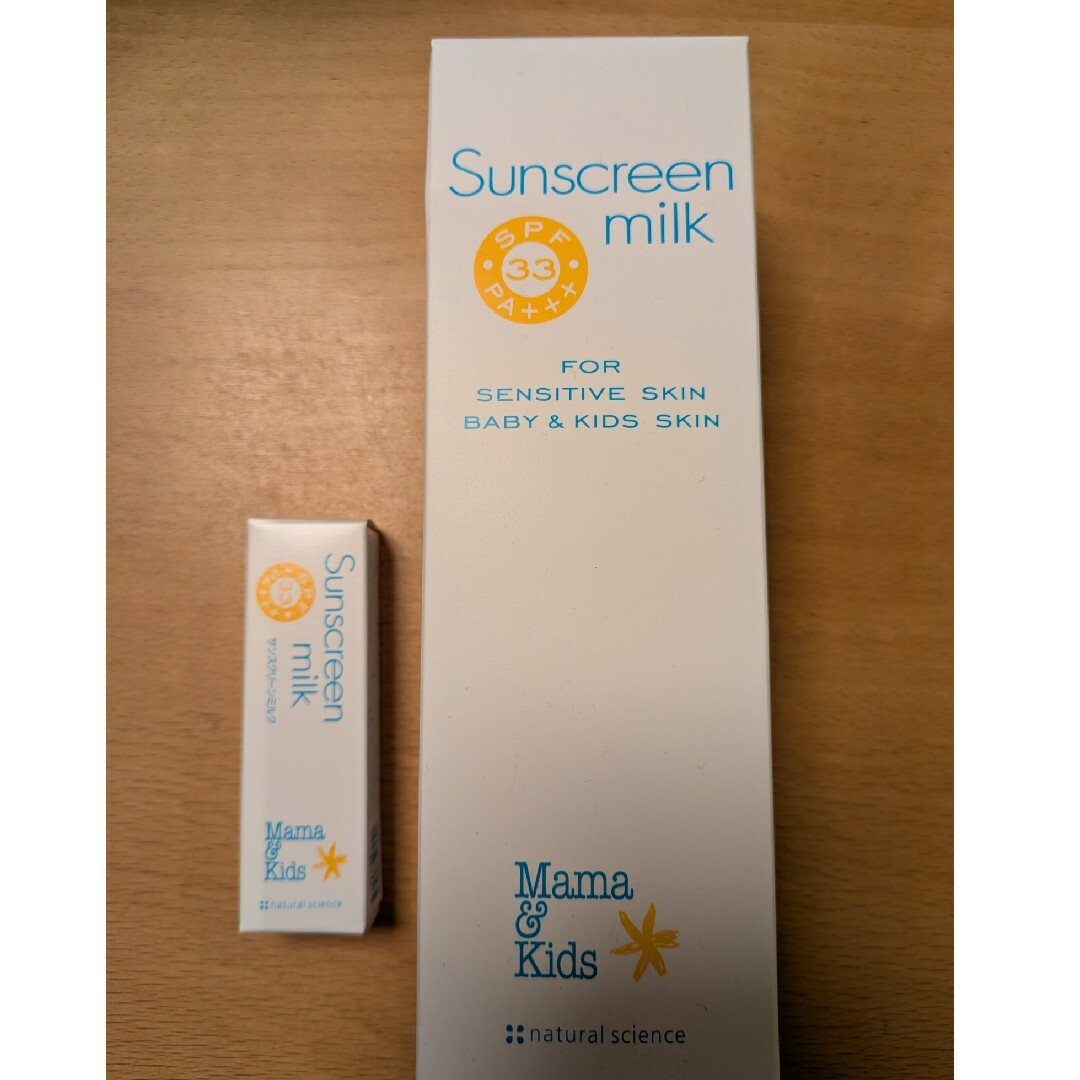 Sunscreen
milk
SPF
33
PA+++
FOR
SENSITIVE SKIN
BABY & KIDS SKIN
Mama
&
Kids
natural science
Sunscreen
milk
SPF
33
PA+++
サンスクリーンミルク
Mama
&
Kids
natural science